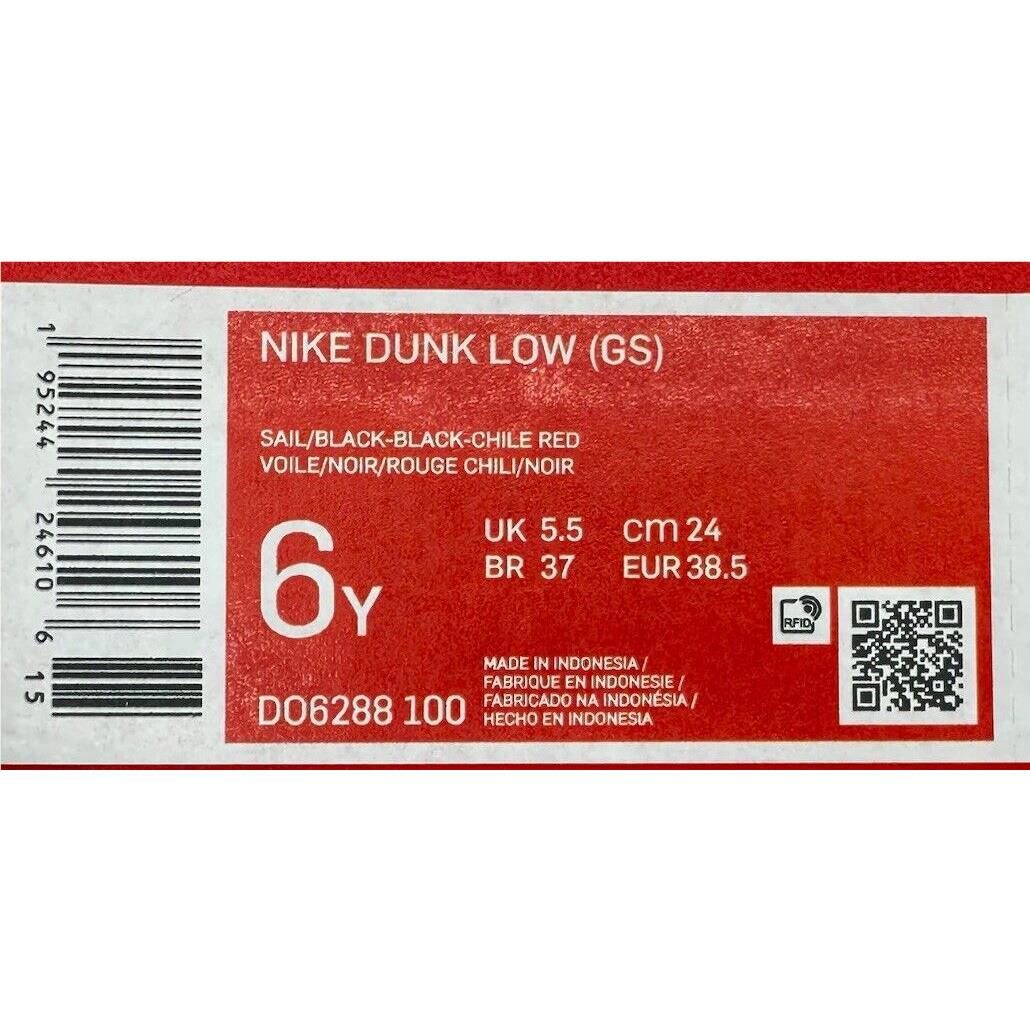 1 95244 24610 6 15
NIKE DUNK LOW (GS)
SAIL/BLACK-BLACK-CHILE RED
VOILE/NOIR/ROUGE CHILI/NOIR
6Y
UK 5.5 cm 24
BR 37 EUR 38.5
RFID
MADE IN INDONESIA /
FABRIQUE EN INDONESIE /
FABRICADO NA INDONÉSIA /
HECHO EN INDONESIA
DO6288 100